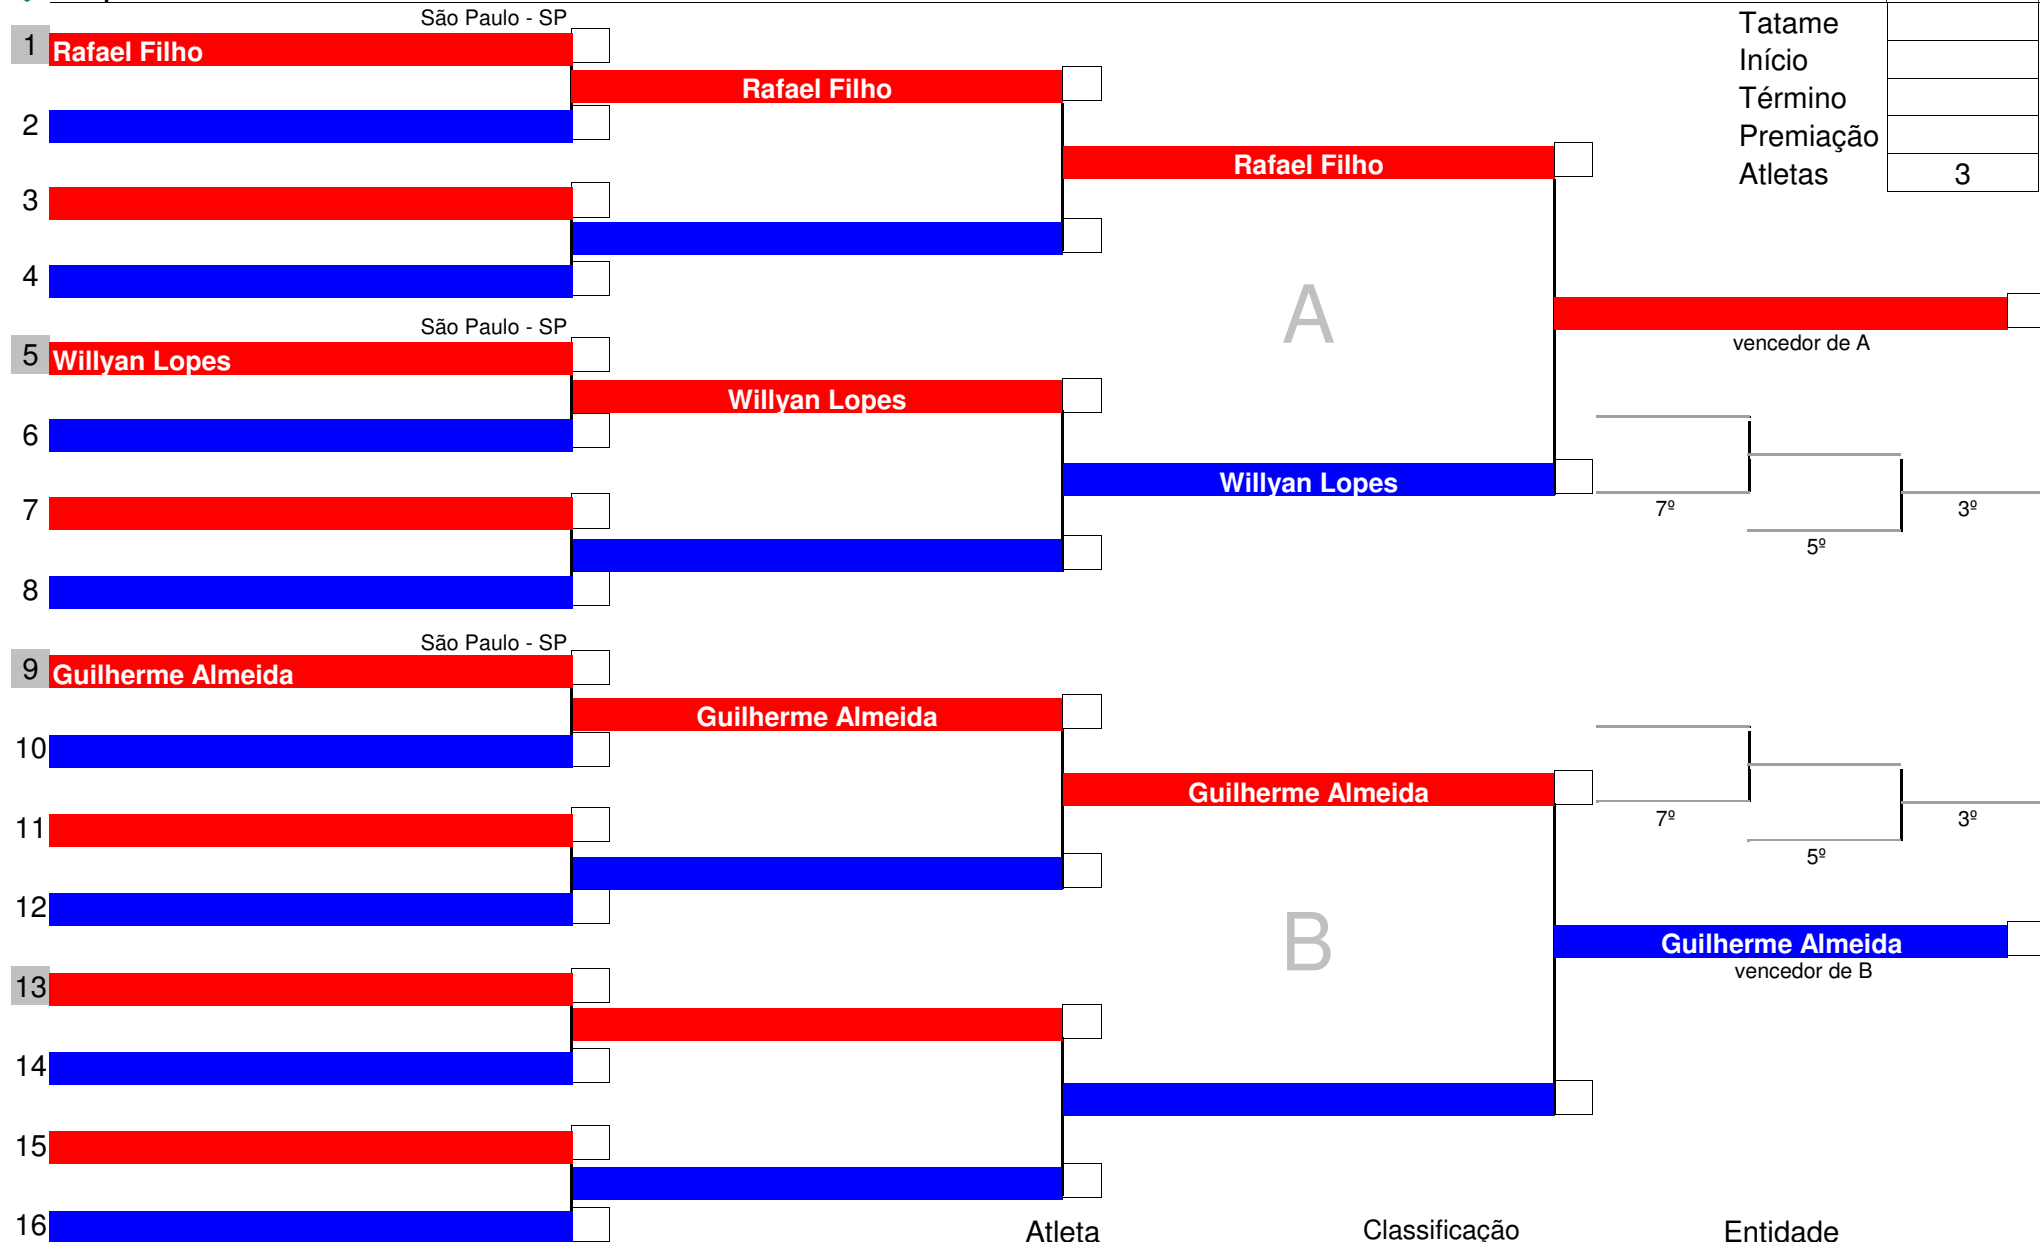 São Paulo - SP
Tatame
1 Rafael Filho
Início
Rafael Filho
Término
2
Premiação
Rafael Filho
Atletas 3
3
4
São Paulo - SP
A
5 Willyan Lopes
vencedor de A
Willyan Lopes
6
Willyan Lopes
7
7º 3º
5º
8
São Paulo - SP
9 Guilherme Almeida
Guilherme Almeida
10
Guilherme Almeida
11
7º 3º
5º
12
B
Guilherme Almeida
vencedor de B
13
14
15
16
Atleta Classificação Entidade